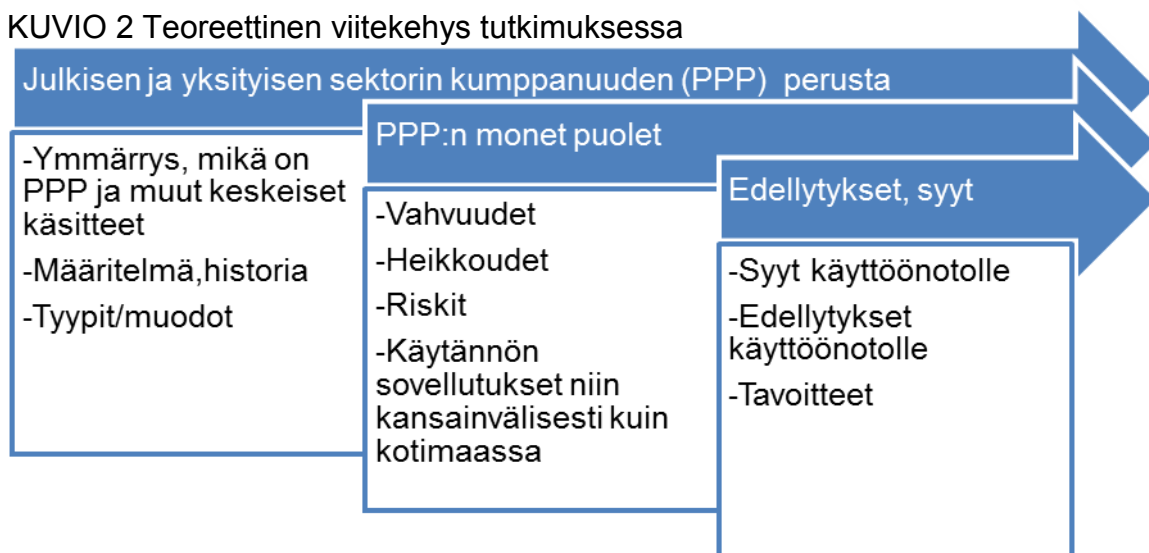 KUVIO 2 Teoreettinen viitekehys tutkimuksessa
Julkisen ja yksityisen sektorin kumppanuuden (PPP) perusta
-Ymmärrys, mikä on
PPP ja muut keskeiset
käsitteet
-Määritelmä,historia
-Tyypit/muodot
PPP:n monet puolet
-Vahvuudet
-Heikkoudet
-Riskit
-Käytännön
sovellutukset niin
kansainvälisesti kuin
kotimaassa
Edellytykset, syyt
-Syyt käyttöönotolle
-Edellytykset
käyttöönotolle
-Tavoitteet